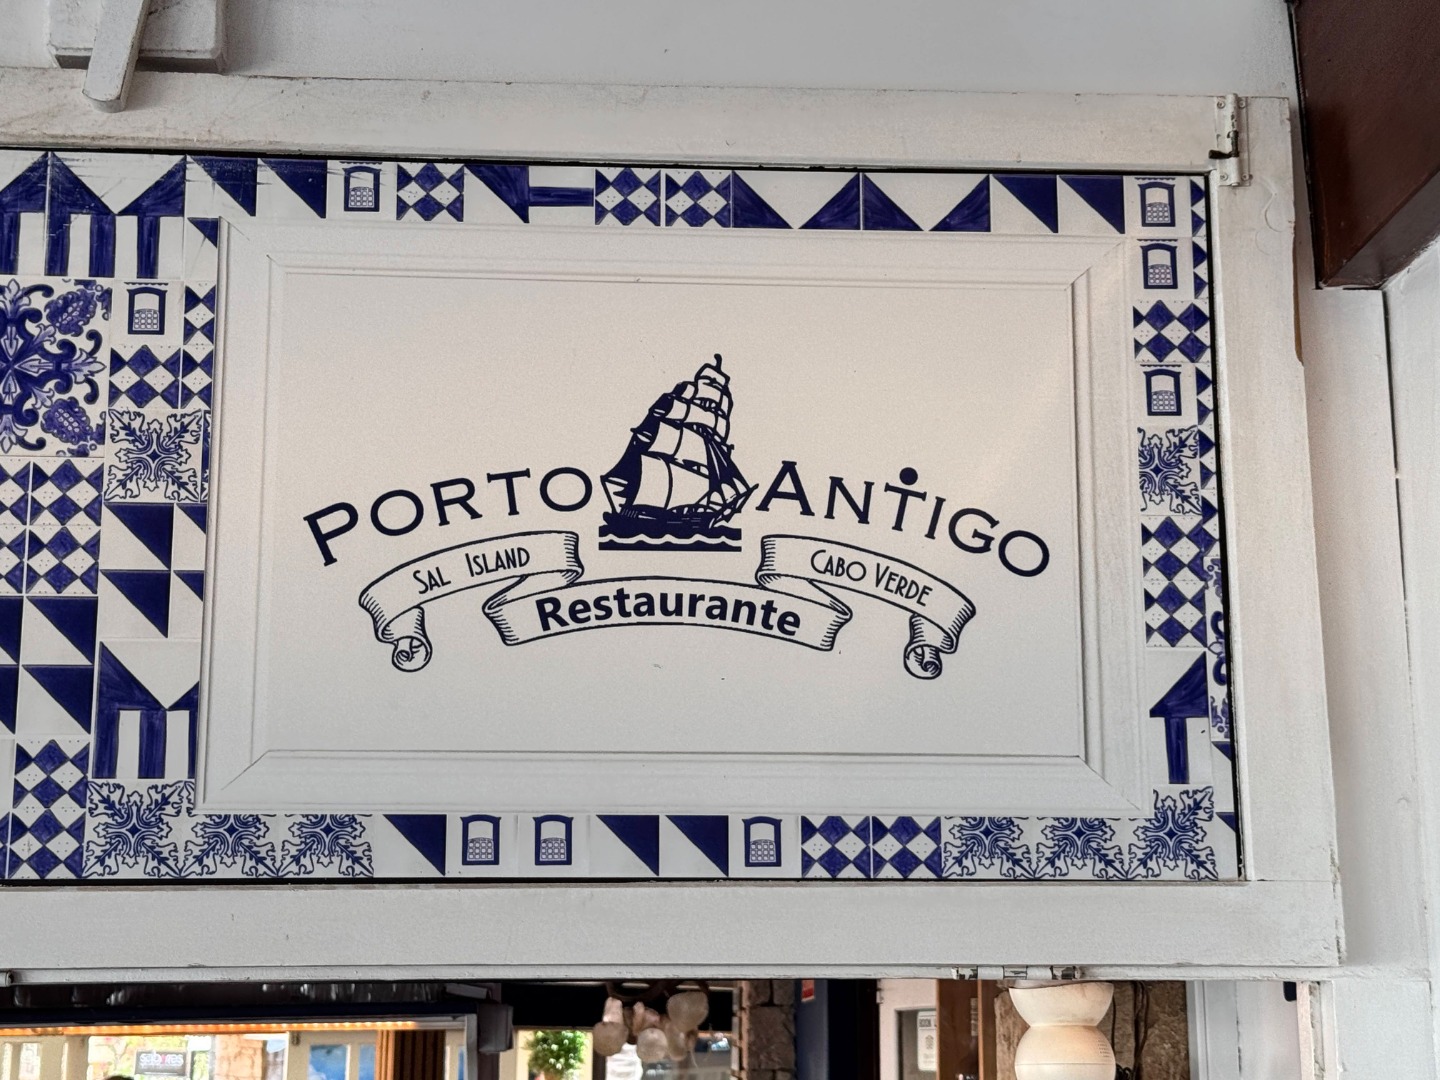 PORTO ANTIGO
SAL ISLAND
CABO VERDE
Restaurante